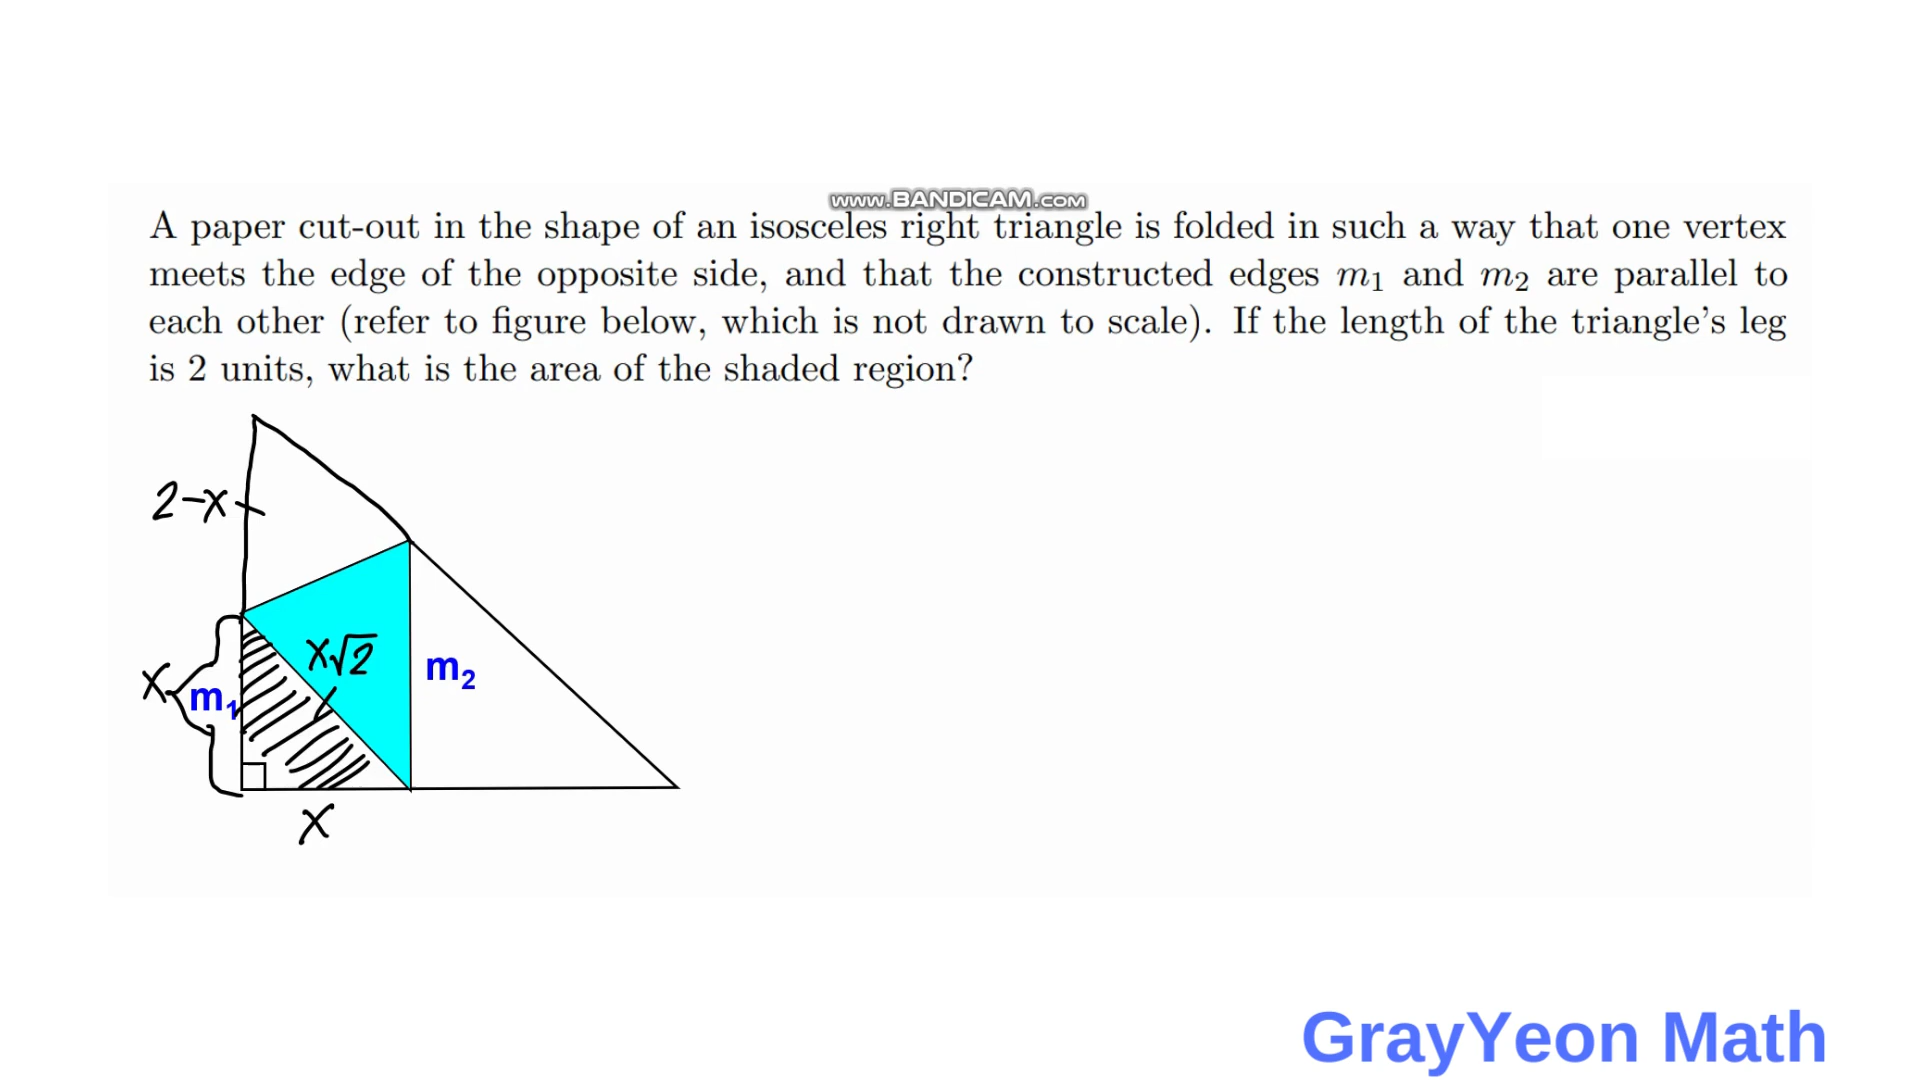 www.BANDICAM.com
A paper cut-out in the shape of an isosceles right triangle is folded in such a way that one vertex
meets the edge of the opposite side, and that the constructed edges m₁ and m₂ are parallel to
each other (refer to figure below, which is not drawn to scale). If the length of the triangle's leg
is 2 units, what is the area of the shaded region?
2-x
x√2
x
m₁
m₂
x
GrayYeon Math